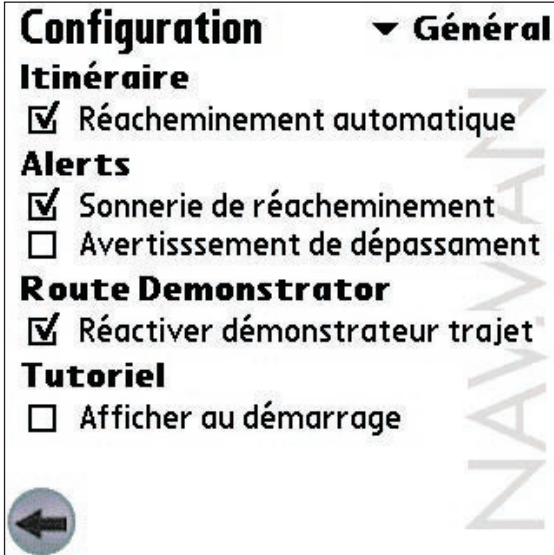 Configuration
Général
Itinéraire
Réacheminement automatique
Alerts
Sonnerie de réacheminement
Avertisssement de dépassament
Route Demonstrator
Réactiver démonstrateur trajet
Tutoriel
Afficher au démarrage
NAVMAN